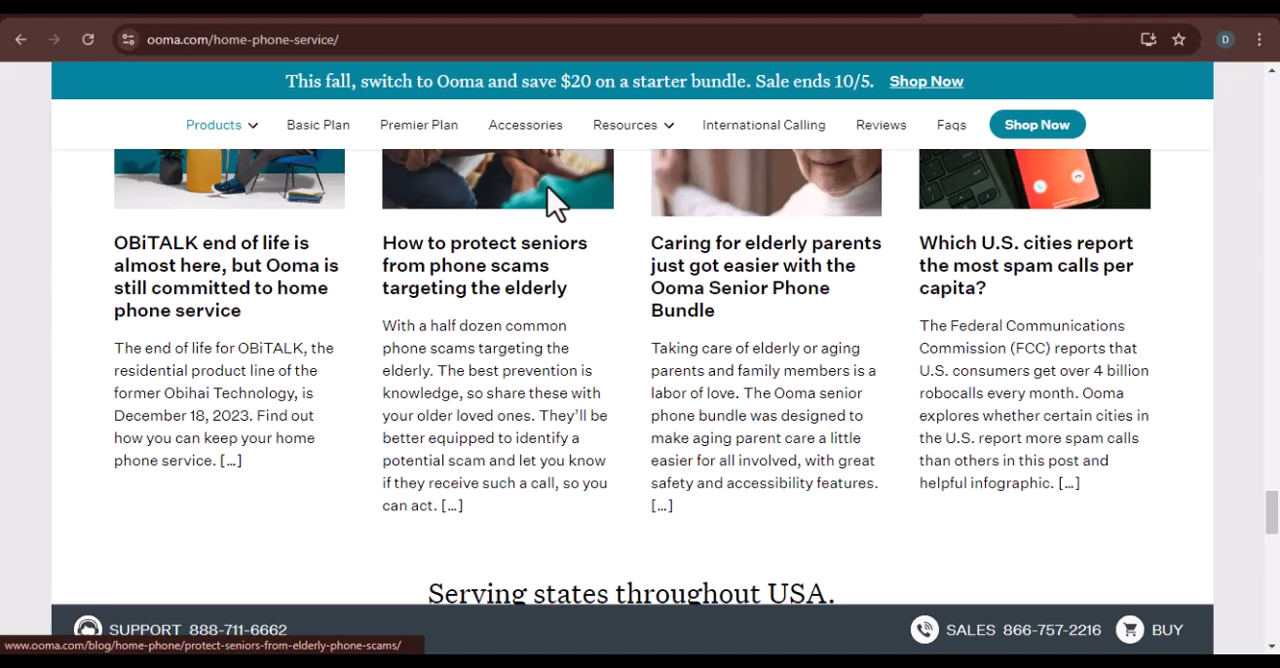 ooma.com/home-phone-service/
D
This fall, switch to Ooma and save $20 on a starter bundle. Sale ends 10/5. Shop Now
Products Basic Plan Premier Plan Accessories Resources International Calling Reviews Faqs Shop Now
OBiTALK end of life is
almost here, but Ooma is
still committed to home
phone service
The end of life for OBiTALK, the
residential product line of the
former Obihai Technology, is
December 18, 2023. Find out
how you can keep your home
phone service. [...]
How to protect seniors
from phone scams
targeting the elderly
With a half dozen common
phone scams targeting the
elderly. The best prevention is
knowledge, so share these with
your older loved ones. They’ll be
better equipped to identify a
potential scam and let you know
if they receive such a call, so you
can act. [...]
Caring for elderly parents
just got easier with the
Ooma Senior Phone
Bundle
Taking care of elderly or aging
parents and family members is a
labor of love. The Ooma senior
phone bundle was designed to
make aging parent care a little
easier for all involved, with great
safety and accessibility features.
[...]
Which U.S. cities report
the most spam calls per
capita?
The Federal Communications
Commission (FCC) reports that
U.S. consumers get over 4 billion
robocalls every month. Ooma
explores whether certain cities in
the U.S. report more spam calls
than others in this post and
helpful infographic. [...]
Serving states throughout USA.
SUPPORT 888-711-6662
SALES 866-757-2216
BUY
www.ooma.com/blog/home-phone/protect-seniors-from-elderly-phone-scams/